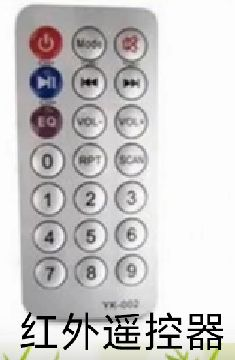 Mode
EQ VOL- VOL+
0 RPT SCAN
1 2 3
4 5 6
7 8 9
YK-002
红外遥控器